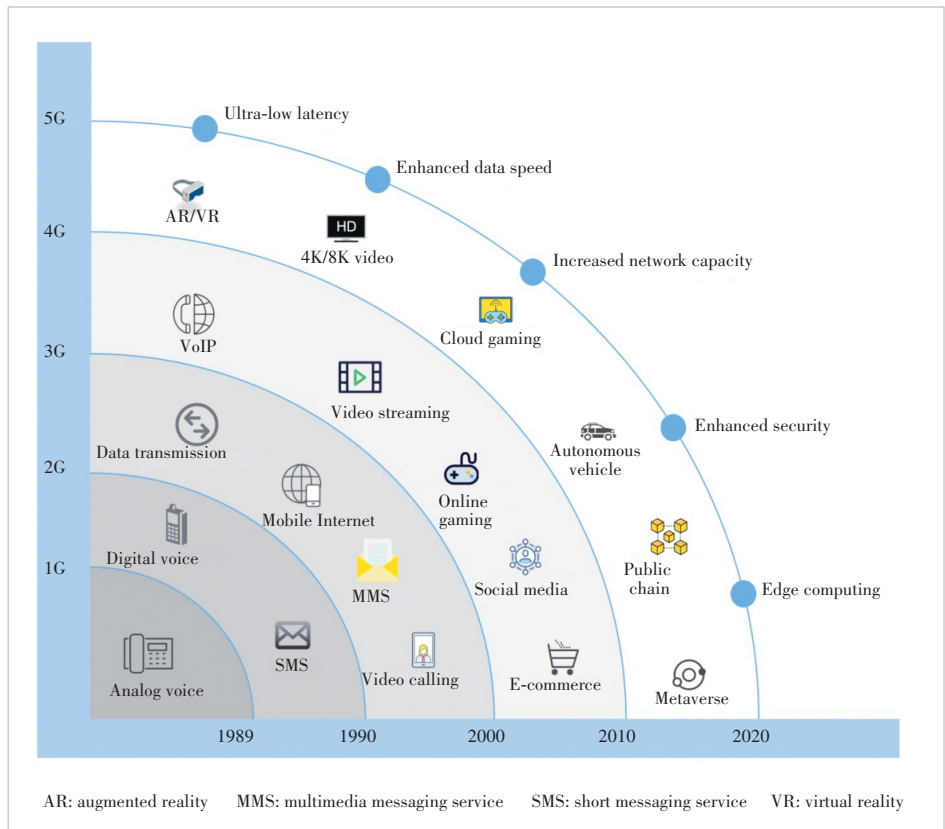 5G
Ultra-low latency
Enhanced data speed
AR/VR
4G
HD
4K/8K video
Increased network capacity
Cloud gaming
VoIP
3G
Video streaming
Enhanced security
Autonomous
vehicle
Data transmission
2G
Online
gaming
Mobile Internet
Digital voice
1G
Public
chain
MMS
Social media
Edge computing
SMS
Video calling
E-commerce
Analog voice
Metaverse
1989
1990
2000
2010
2020
AR: augmented reality MMS: multimedia messaging service SMS: short messaging service VR: virtual reality